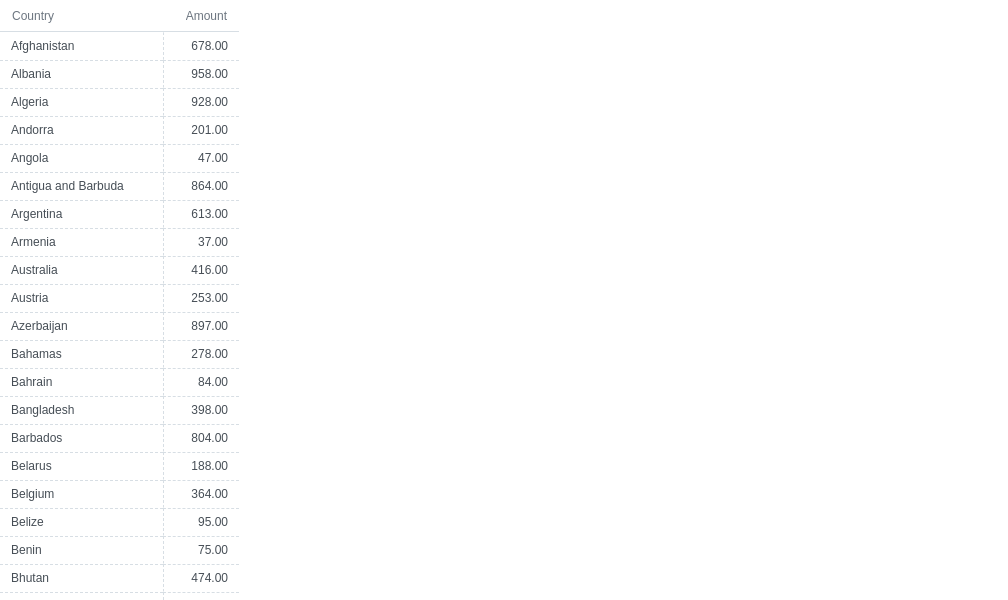 Country Amount
Afghanistan 678.00
Albania 958.00
Algeria 928.00
Andorra 201.00
Angola 47.00
Antigua and Barbuda 864.00
Argentina 613.00
Armenia 37.00
Australia 416.00
Austria 253.00
Azerbaijan 897.00
Bahamas 278.00
Bahrain 84.00
Bangladesh 398.00
Barbados 804.00
Belarus 188.00
Belgium 364.00
Belize 95.00
Benin 75.00
Bhutan 474.00